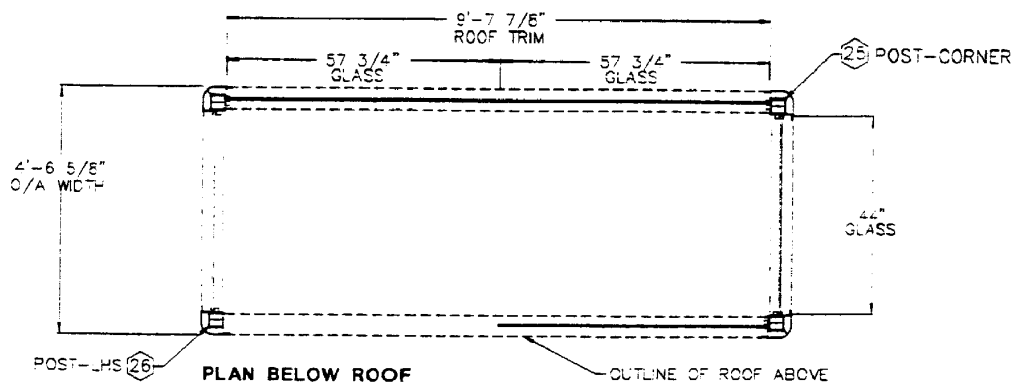 9'-7 7/8"
ROOF TRIM
57 3/4"
GLASS
57 3/4"
GLASS
25 POST-CORNER
4'-6 5/8"
O/A WIDTH
44"
GLASS
POST-LHS 26
PLAN BELOW ROOF
OUTLINE OF ROOF ABOVE